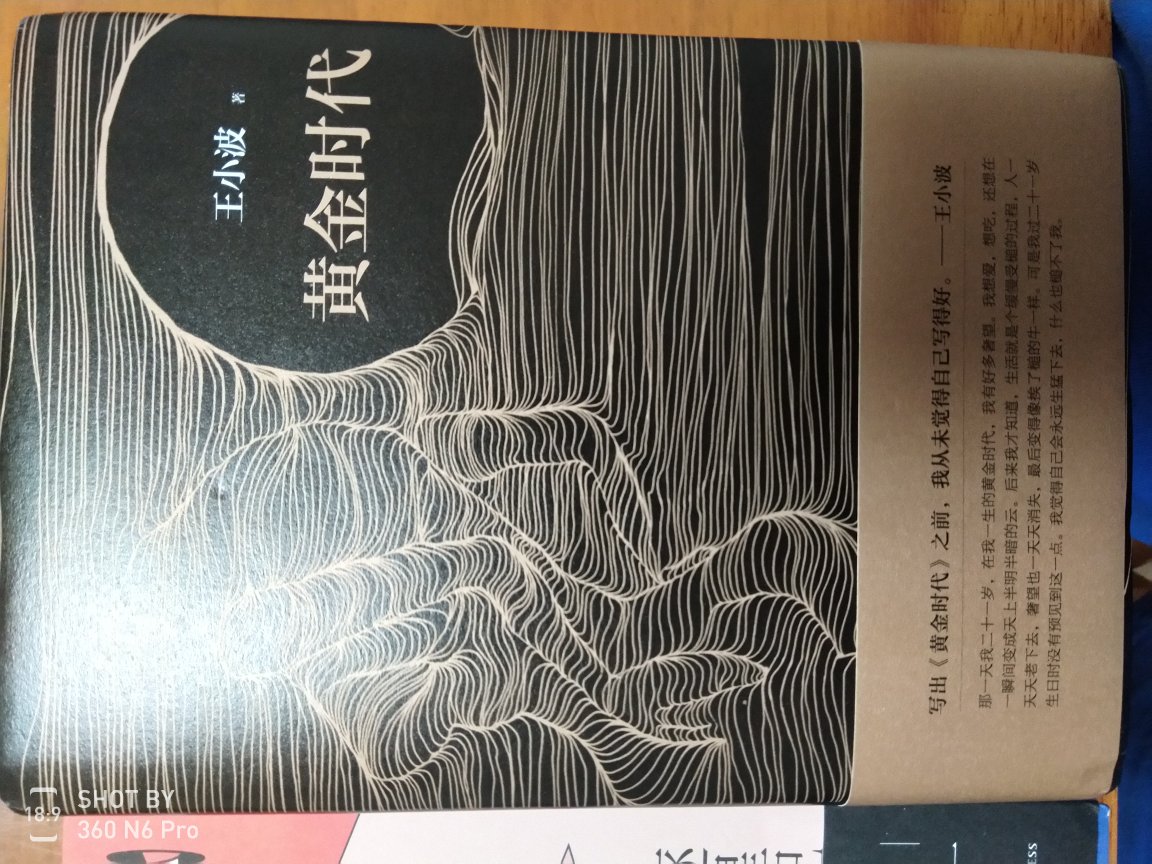 黄金时代
王小波 著
写出《黄金时代》之前，我从未觉得自己写得好。——王小波
那一天我二十一岁，在我一生的黄金时代，我有好多奢望。我想爱，想吃，还想在
一瞬间变成天上半明半暗的云。后来我才知道，生活就是个缓慢受槌的过程，人一
天天老下去，奢望也一天天消失，最后变得像挨了槌的牛一样。可是我过二十一岁
生日时没有预见到这一点。我觉得自己会永远生猛下去，什么也槌不了我。
18:9
SHOT BY
360 N6 Pro
ESS